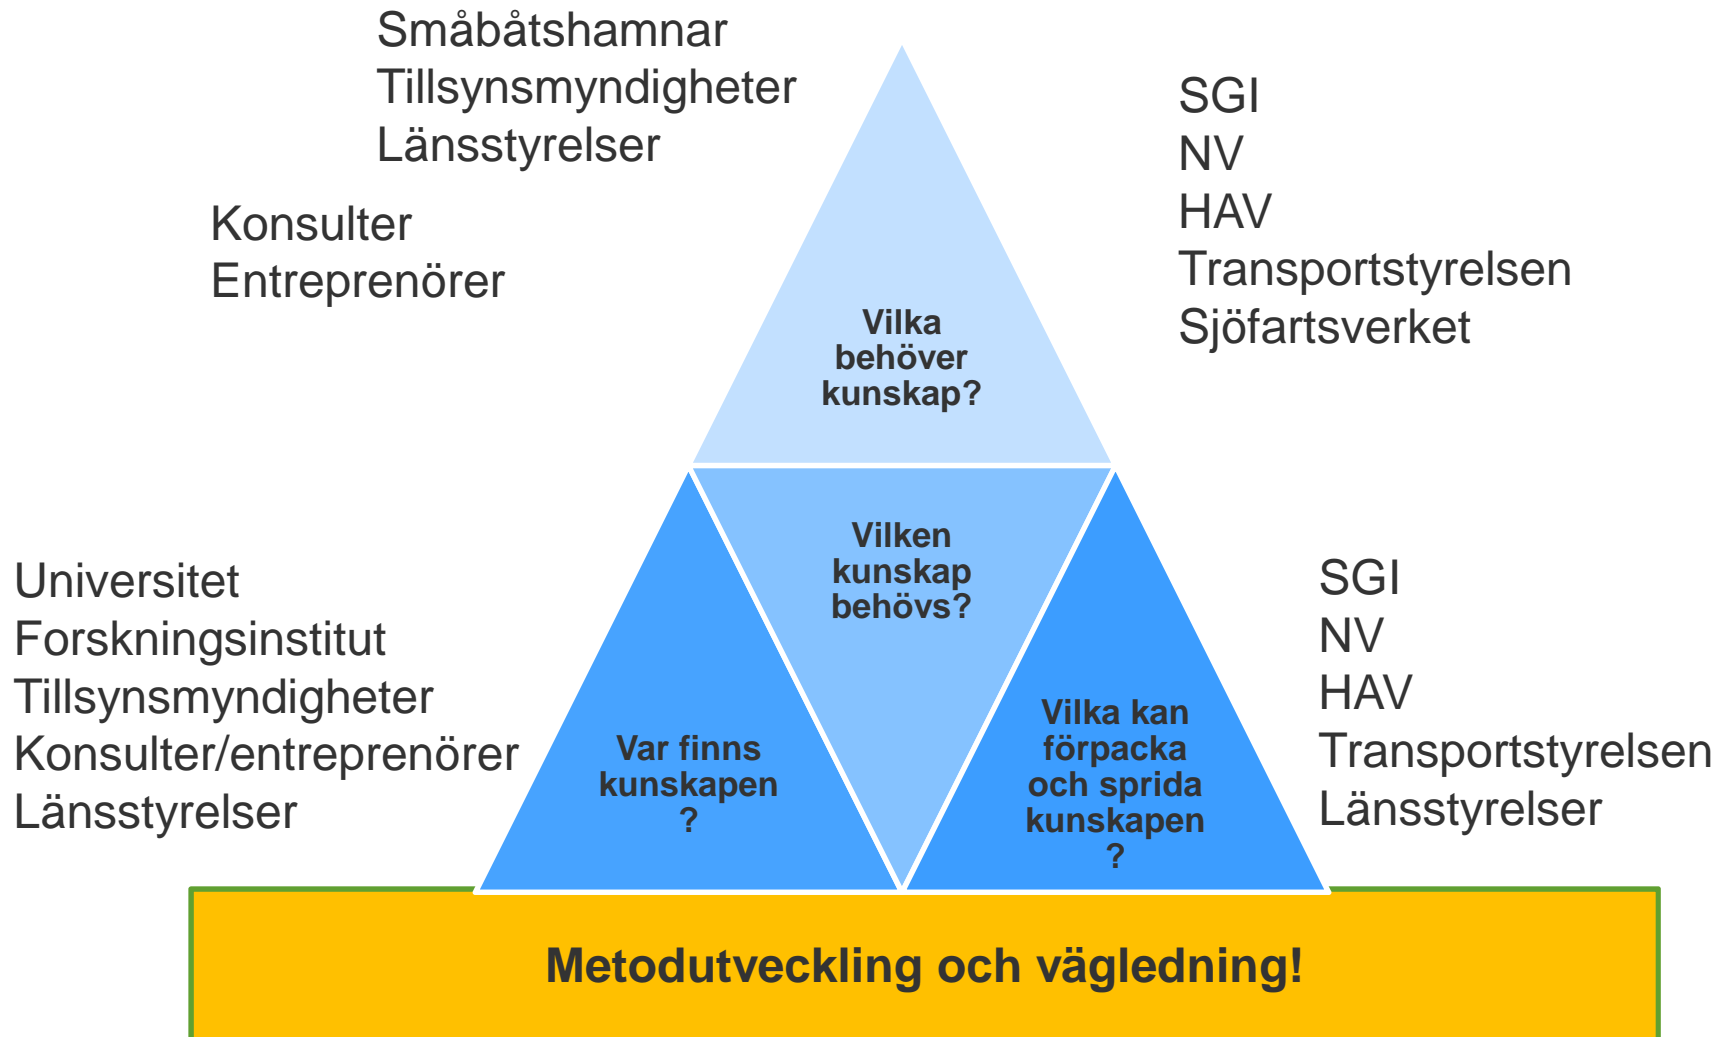 Småbåtshamnar
Tillsynsmyndigheter
Länsstyrelser
Konsulter
Entreprenörer
SGI
NV
HAV
Transportstyrelsen
Sjöfartsverket
Vilka
behöver
kunskap?
Vilken
kunskap
behövs?
Universitet
Forskningsinstitut
Tillsynsmyndigheter
Konsulter/entreprenörer
Länsstyrelser
Var finns
kunskapen
?
Vilka kan
förpacka
och sprida
kunskapen
?
SGI
NV
HAV
Transportstyrelsen
Länsstyrelser
Metodutveckling och vägledning!